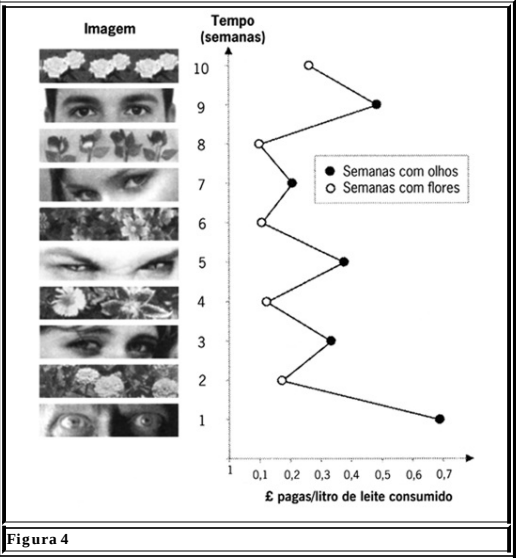 Imagem
Tempo
(semanas)
10
9
8
7
6
5
4
3
2
1
Semanas com olhos
Semanas com flores
1
0,1 0,2 0,3 0,4 0,5 0,6 0,7
£ pagas/litro de leite consumido
Figura 4